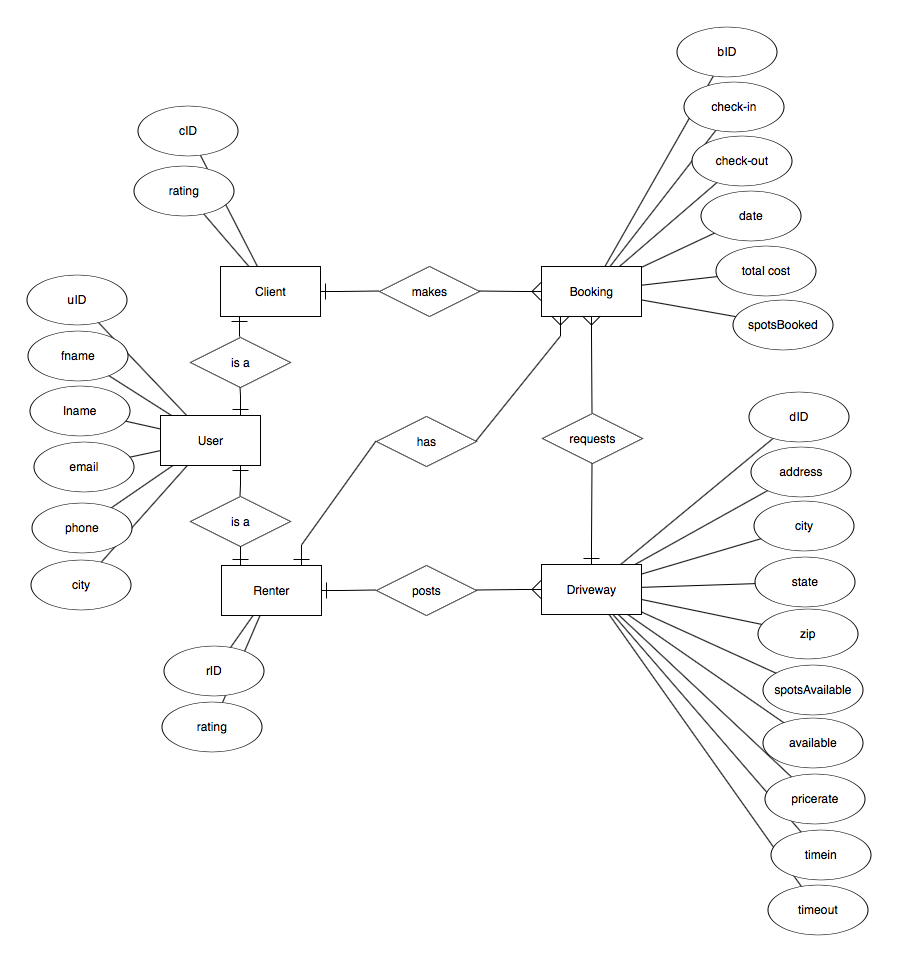 bID
check-in
cID
check-out
rating
date
total cost
Client
makes
Booking
uID
spotsBooked
fname
is a
lname
dID
User
has
requests
email
address
phone
is a
city
city
Renter
posts
Driveway
state
zip
rID
spotsAvailable
rating
available
pricerate
timein
timeout